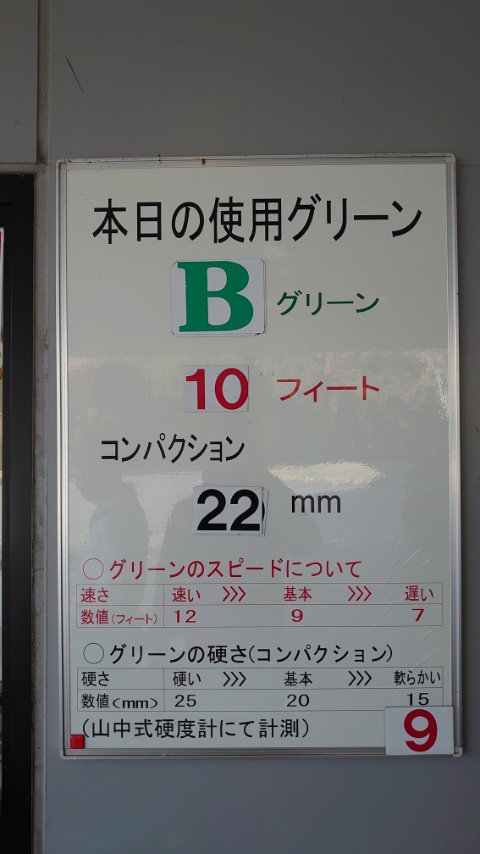 本日の使用グリーン
B グリーン
10 フィート
コンパクション
22 mm
○グリーンのスピードについて
速さ 速い >>> 基本 >>> 遅い
数値(フィート) 12 9 7
○グリーンの硬さ(コンパクション)
硬さ 硬い >>> 基本 >>> 軟らかい
数値(mm) 25 20 15
(山中式硬度計にて計測)
9